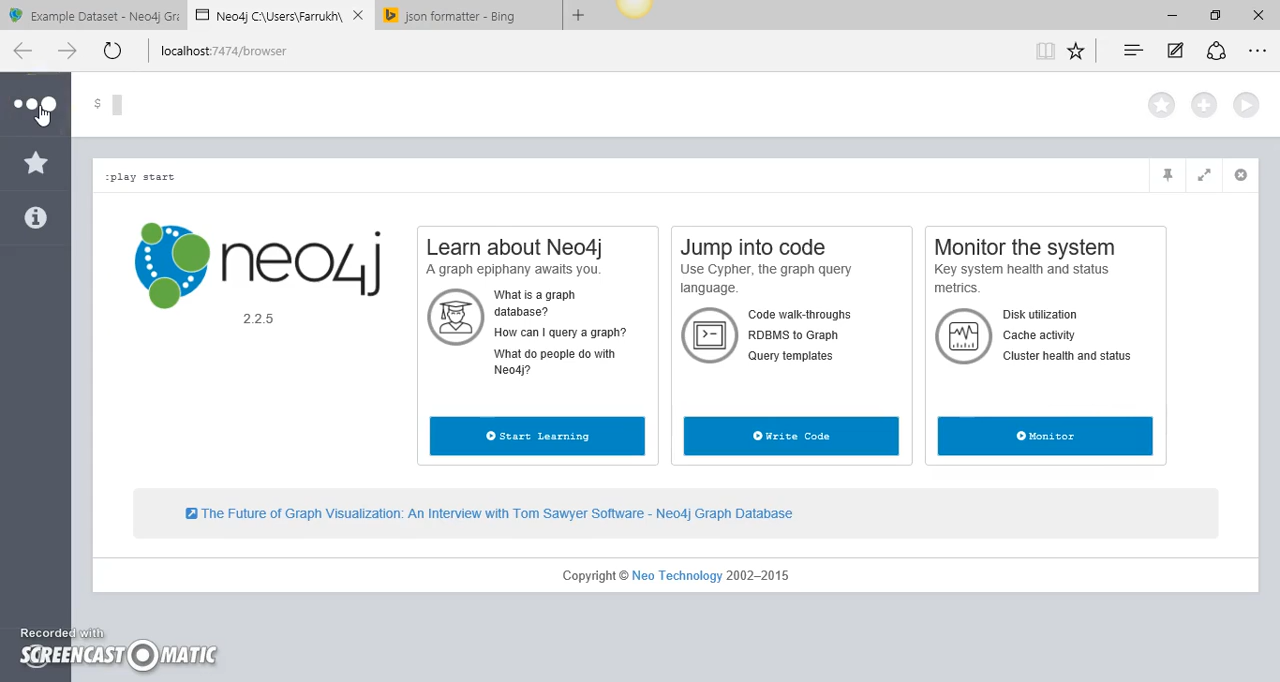 Example Dataset - Neo4j Gra
Neo4j C:\Users\Farrukh\
json formatter - Bing
localhost:7474/browser
$
:play start
neo4j
2.2.5
Learn about Neo4j
A graph epiphany awaits you.
What is a graph
database?
How can I query a graph?
What do people do with
Neo4j?
Start Learning
Jump into code
Use Cypher, the graph query
language.
Code walk-throughs
RDBMS to Graph
Query templates
Write Code
Monitor the system
Key system health and status
metrics.
Disk utilization
Cache activity
Cluster health and status
Monitor
The Future of Graph Visualization: An Interview with Tom Sawyer Software - Neo4j Graph Database
Copyright © Neo Technology 2002–2015
Recorded with
SCREENCAST MATIC